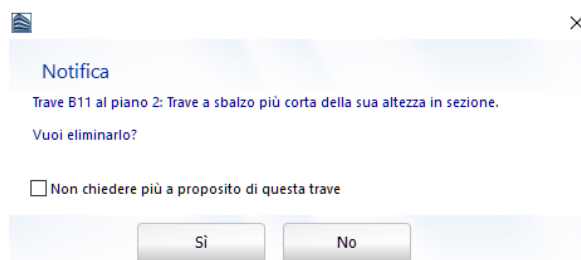 Notifica
Trave B11 al piano 2: Trave a sbalzo più corta della sua altezza in sezione.
Vuoi eliminarlo?
Non chiedere più a proposito di questa trave
Sì
No